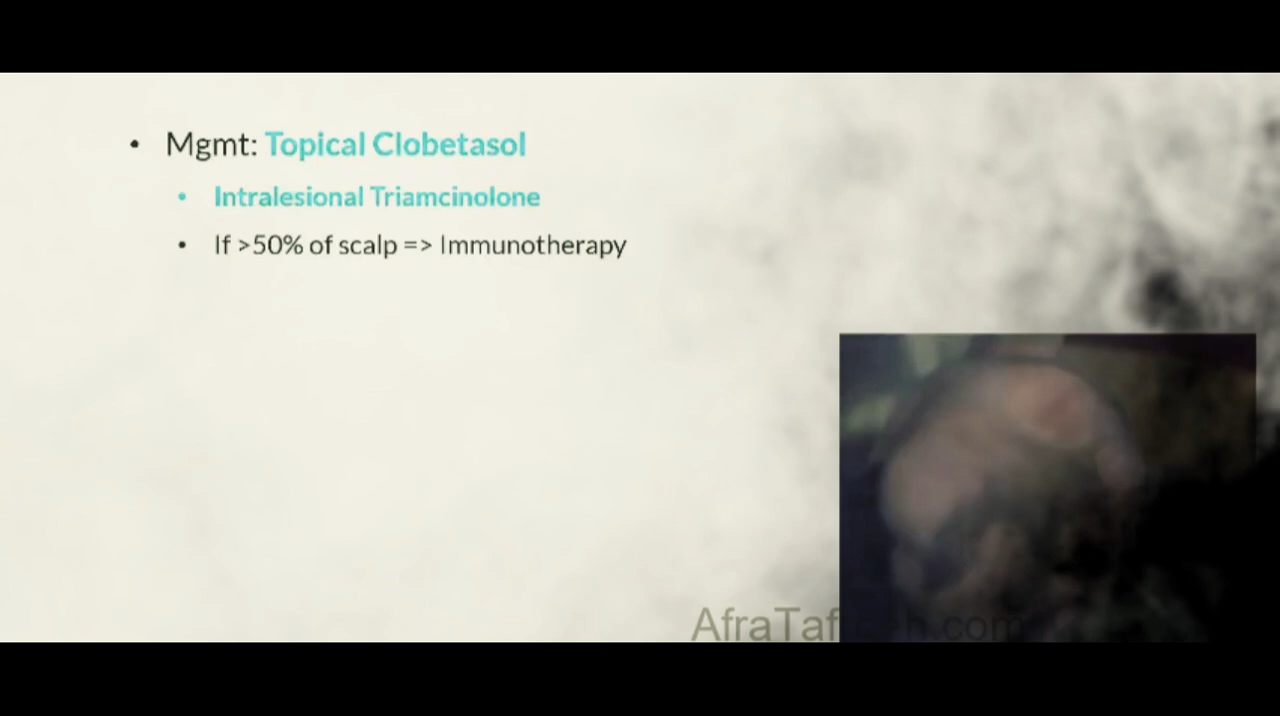 • Mgmt: Topical Clobetasol
• Intralesional Triamcinolone
• If >50% of scalp => Immunotherapy